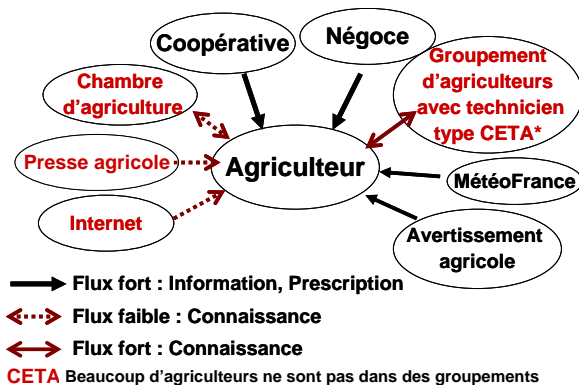 Coopérative
Négoce
Groupement
d'agriculteurs
avec technicien
type CETA*
Chambre
d'agriculture
Presse agricole
Agriculteur
MétéoFrance
Internet
Avertissement
agricole
Flux fort : Information, Prescription
Flux faible : Connaissance
Flux fort : Connaissance
CETA Beaucoup d'agriculteurs ne sont pas dans des groupements